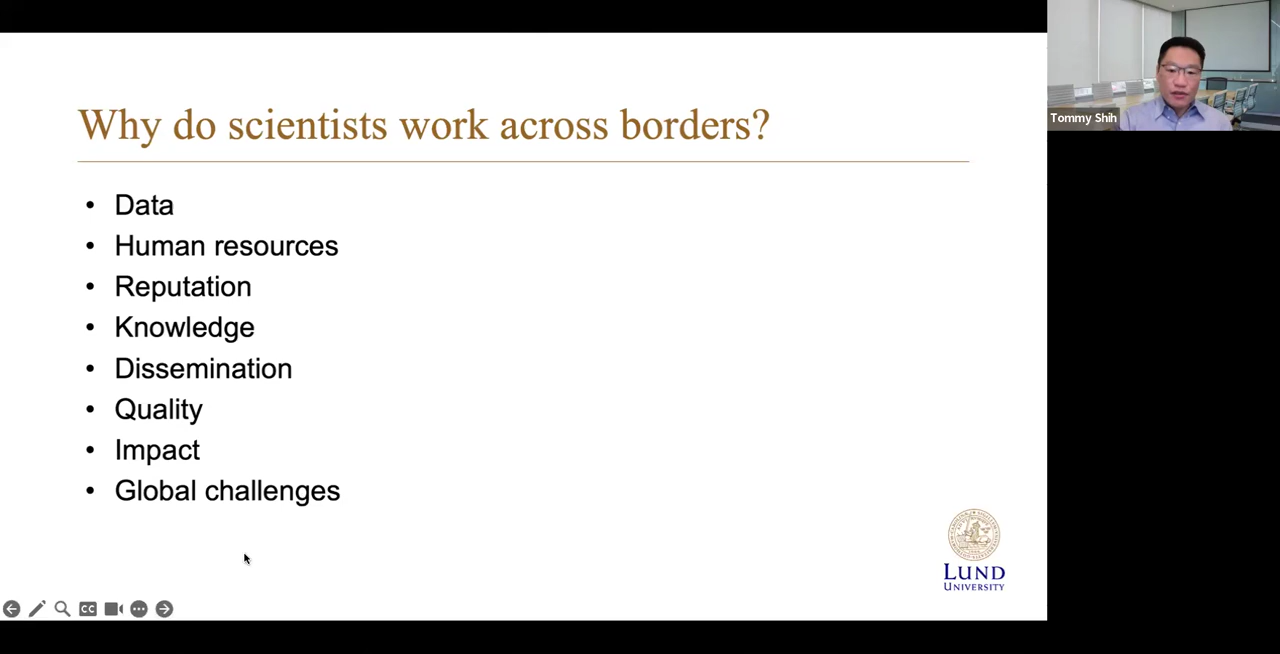 Why do scientists work across borders?
• Data
• Human resources
• Reputation
• Knowledge
• Dissemination
• Quality
• Impact
• Global challenges
LUND
UNIVERSITY
CC
Tommy Shih